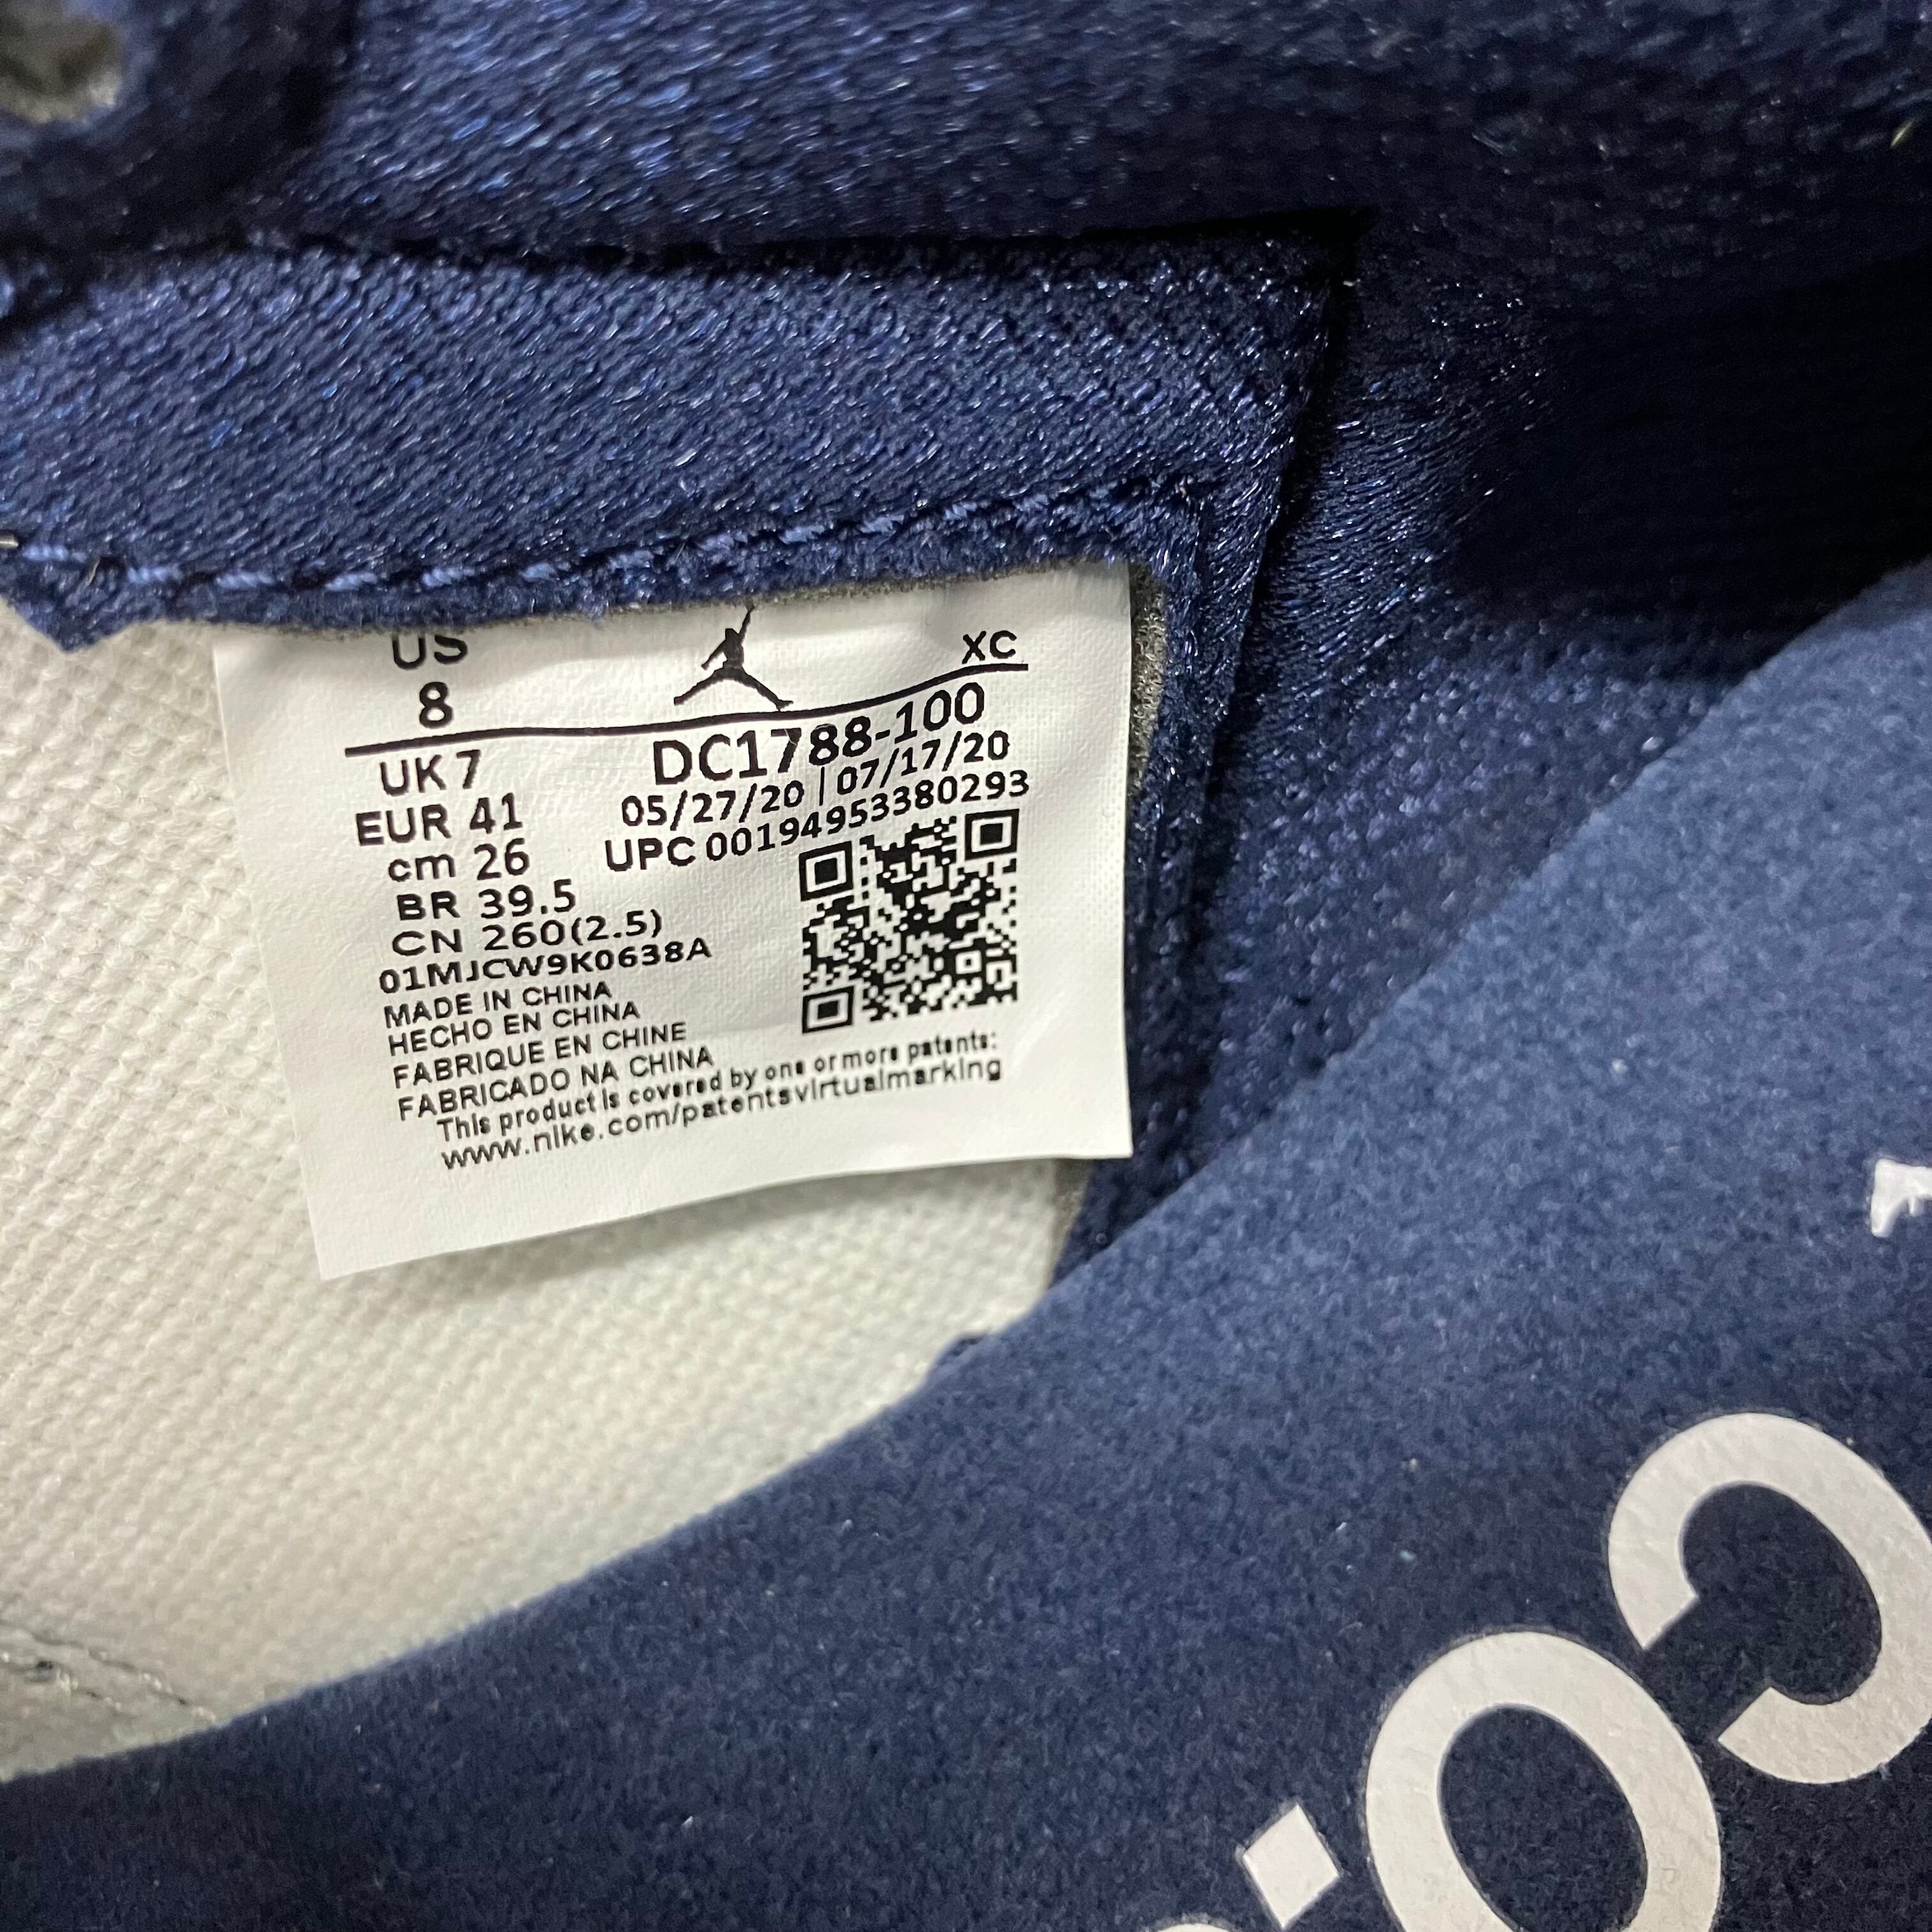 US
XC
8
UK 7
DC1788-100
EUR 41
05/27/20 | 07/17/20
cm 26
UPC 00194953380293
BR 39.5
CN 260(2.5)
01MJCW9K0638A
MADE IN CHINA
HECHO EN CHINA
FABRIQUE EN CHINE
FABRICADO NA CHINA
This product is covered by one or more patents:
www.nike.com/patentsvirtualmarking